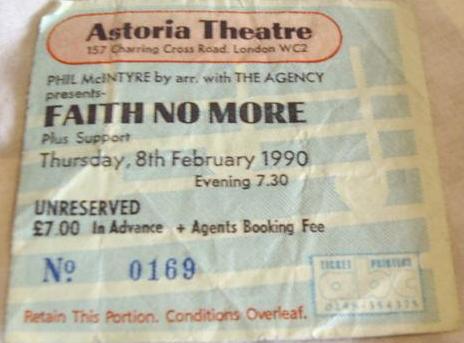 Astoria Theatre
157 Charring Cross Road, London WC2
PHIL McINTYRE by arr. with THE AGENCY
presents-
FAITH NO MORE
Plus Support
Thursday, 8th February 1990
Evening 7.30
UNRESERVED
£7.00 In Advance + Agents Booking Fee
Nº 0169
TICKET PRINTERS
Retain This Portion. Conditions Overleaf.